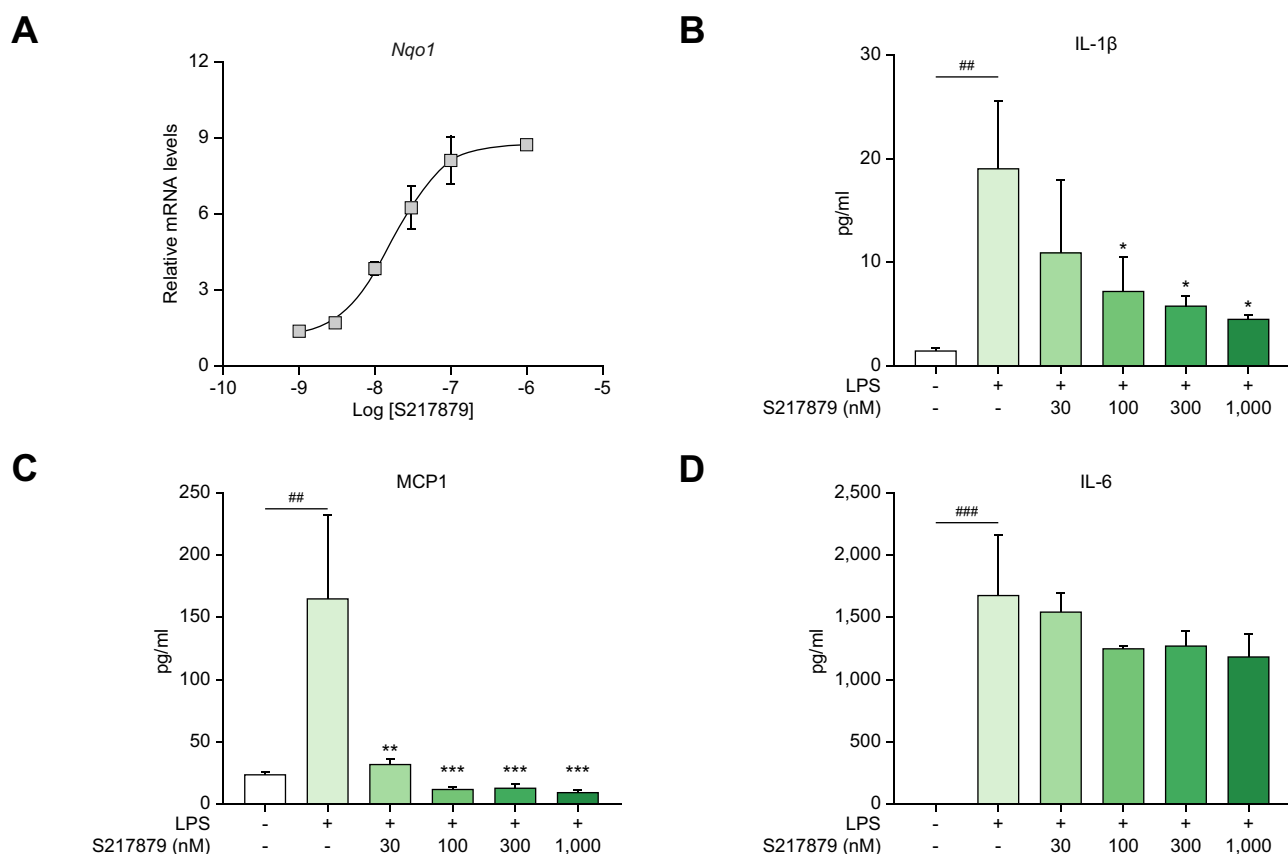 A
Nqo1
Relative mRNA levels
12
9
6
3
0
-10 -9 -8 -7 -6 -5
Log [S217879]
B
IL-1β
pg/ml
30
20
10
0
##
* * *
LPS - + + + + +
S217879 (nM) - - 30 100 300 1,000
C
MCP1
pg/ml
250
200
150
100
50
0
##
** *** *** ***
LPS - + + + + +
S217879 (nM) - - 30 100 300 1,000
D
IL-6
pg/ml
2,500
2,000
1,500
1,000
500
0
###
LPS - + + + + +
S217879 (nM) - - 30 100 300 1,000